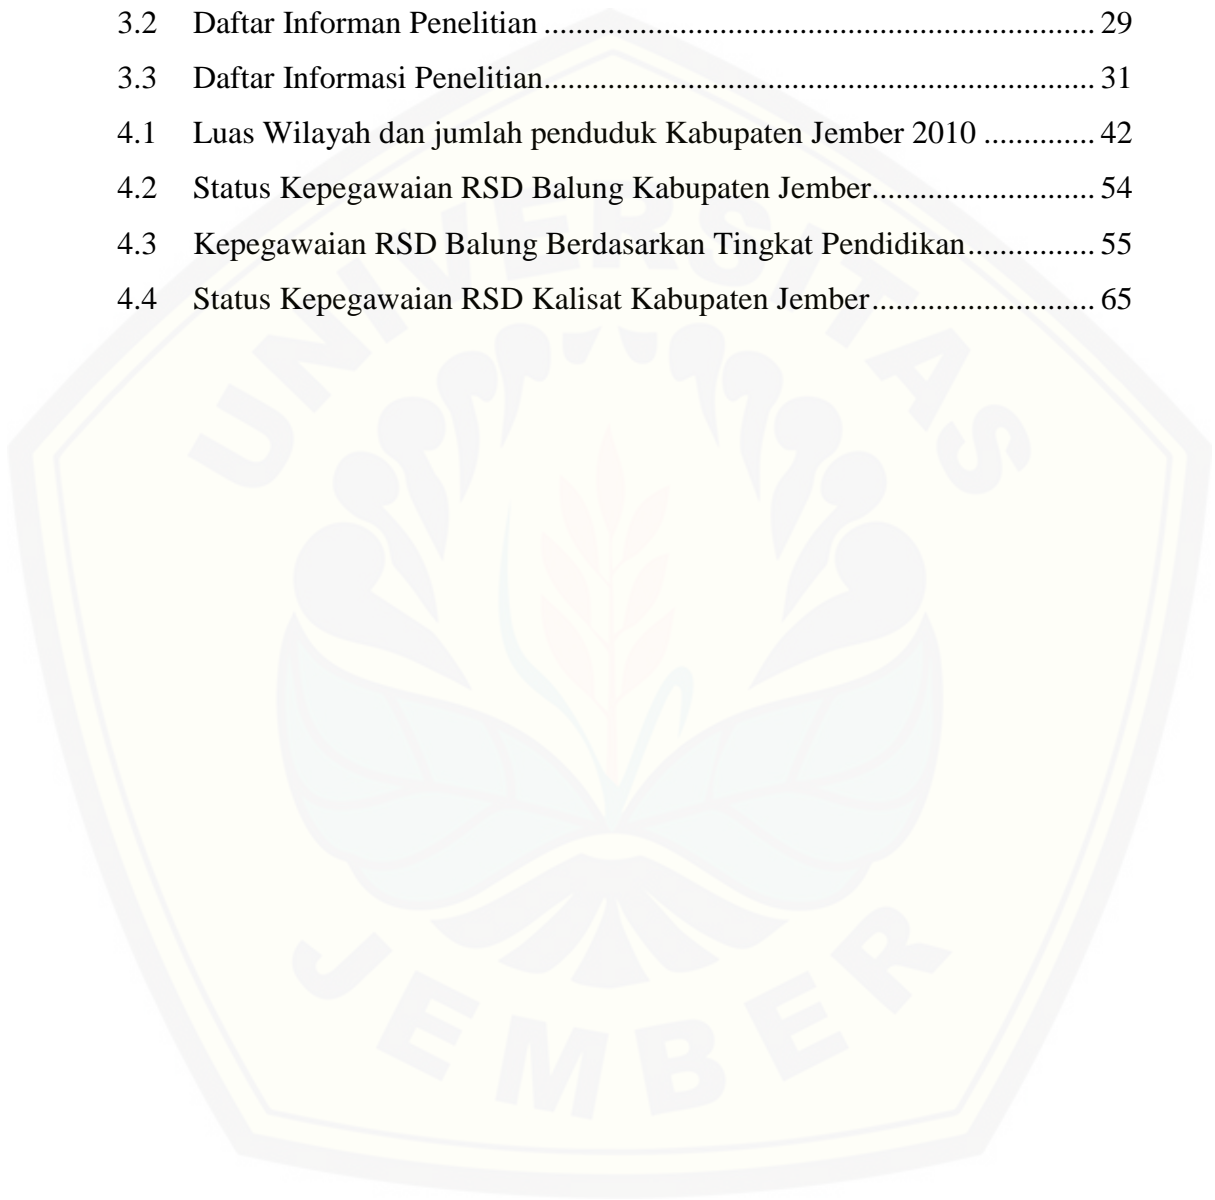 3.2 Daftar Informan Penelitian ..................................................................... 29
3.3 Daftar Informasi Penelitian..................................................................... 31
4.1 Luas Wilayah dan jumlah penduduk Kabupaten Jember 2010 .............. 42
4.2 Status Kepegawaian RSD Balung Kabupaten Jember............................ 54
4.3 Kepegawaian RSD Balung Berdasarkan Tingkat Pendidikan................ 55
4.4 Status Kepegawaian RSD Kalisat Kabupaten Jember............................ 65
UNIVERSITAS
JEMBER